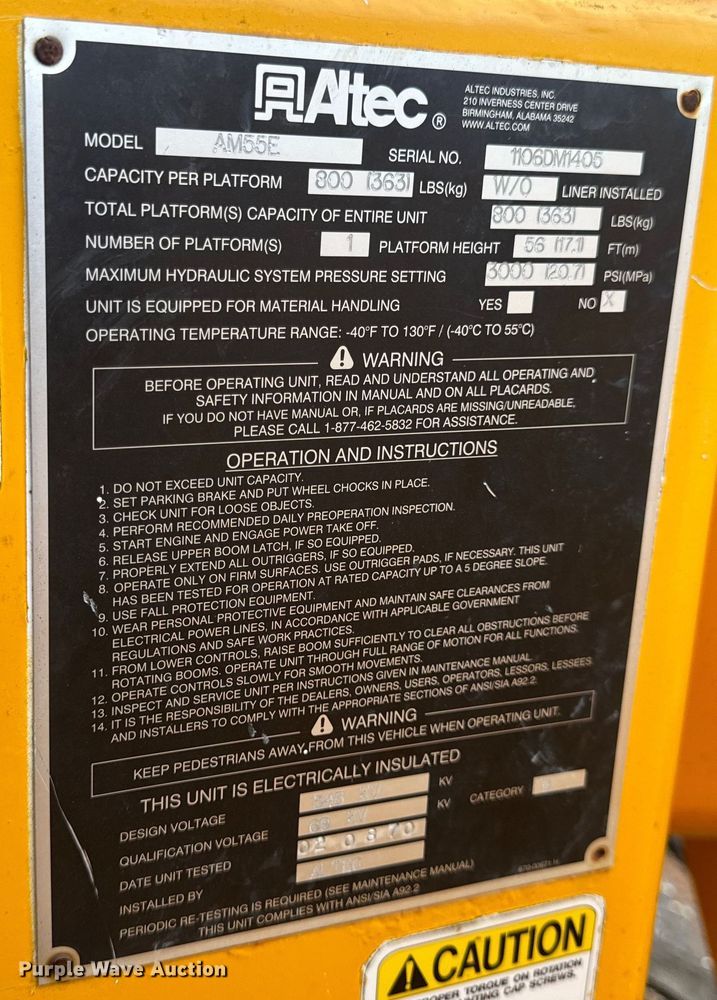 Altec ®
ALTEC INDUSTRIES, INC.
210 INVERNESS CENTER DRIVE
BIRMINGHAM, ALABAMA 35242
WWW.ALTEC.COM
MODEL AM55E SERIAL NO. 1106DM1405
CAPACITY PER PLATFORM 800 (363) LBS(kg) W/O LINER INSTALLED
TOTAL PLATFORM(S) CAPACITY OF ENTIRE UNIT 800 (363) LBS(kg)
NUMBER OF PLATFORM(S) 1 PLATFORM HEIGHT 56 (17.1) FT(m)
MAXIMUM HYDRAULIC SYSTEM PRESSURE SETTING 3000 (20.7) PSI(MPa)
UNIT IS EQUIPPED FOR MATERIAL HANDLING YES NO X
OPERATING TEMPERATURE RANGE: -40°F TO 130°F / (-40°C TO 55°C)
WARNING
BEFORE OPERATING UNIT, READ AND UNDERSTAND ALL OPERATING AND
SAFETY INFORMATION IN MANUAL AND ON ALL PLACARDS.
IF YOU DO NOT HAVE MANUAL OR, IF PLACARDS ARE MISSING/UNREADABLE,
PLEASE CALL 1-877-462-5832 FOR ASSISTANCE.
OPERATION AND INSTRUCTIONS
1. DO NOT EXCEED UNIT CAPACITY.
2. SET PARKING BRAKE AND PUT WHEEL CHOCKS IN PLACE.
3. CHECK UNIT FOR LOOSE OBJECTS.
4. PERFORM RECOMMENDED DAILY PREOPERATION INSPECTION.
5. START ENGINE AND ENGAGE POWER TAKE OFF.
6. RELEASE UPPER BOOM LATCH, IF SO EQUIPPED.
7. PROPERLY EXTEND ALL OUTRIGGERS, IF SO EQUIPPED.
8. OPERATE ONLY ON FIRM SURFACES. USE OUTRIGGER PADS, IF NECESSARY. THIS UNIT
HAS BEEN TESTED FOR OPERATION AT RATED CAPACITY UP TO A 5 DEGREE SLOPE.
9. USE FALL PROTECTION EQUIPMENT.
10. WEAR PERSONAL PROTECTIVE EQUIPMENT AND MAINTAIN SAFE CLEARANCES FROM
ELECTRICAL POWER LINES, IN ACCORDANCE WITH APPLICABLE GOVERNMENT
REGULATIONS AND SAFE WORK PRACTICES.
11. FROM LOWER CONTROLS, RAISE BOOM SUFFICIENTLY TO CLEAR ALL OBSTRUCTIONS BEFORE
ROTATING BOOMS. OPERATE UNIT THROUGH FULL RANGE OF MOTION FOR ALL FUNCTIONS.
12. OPERATE CONTROLS SLOWLY FOR SMOOTH MOVEMENTS.
13. INSPECT AND SERVICE UNIT PER INSTRUCTIONS GIVEN IN MAINTENANCE MANUAL.
14. IT IS THE RESPONSIBILITY OF THE DEALERS, OWNERS, USERS, OPERATORS, LESSORS, LESSEES
AND INSTALLERS TO COMPLY WITH THE APPROPRIATE SECTIONS OF ANSI/SIA A92.2.
WARNING
KEEP PEDESTRIANS AWAY FROM THIS VEHICLE WHEN OPERATING UNIT.
THIS UNIT IS ELECTRICALLY INSULATED
DESIGN VOLTAGE KV
QUALIFICATION VOLTAGE KV CATEGORY
DATE UNIT TESTED
INSTALLED BY
PERIODIC RE-TESTING IS REQUIRED (SEE MAINTENANCE MANUAL)
THIS UNIT COMPLIES WITH ANSI/SIA A92.2
CAUTION
TORQUE ON ROTATION
CAP SCREWS.
Purple Wave Auction